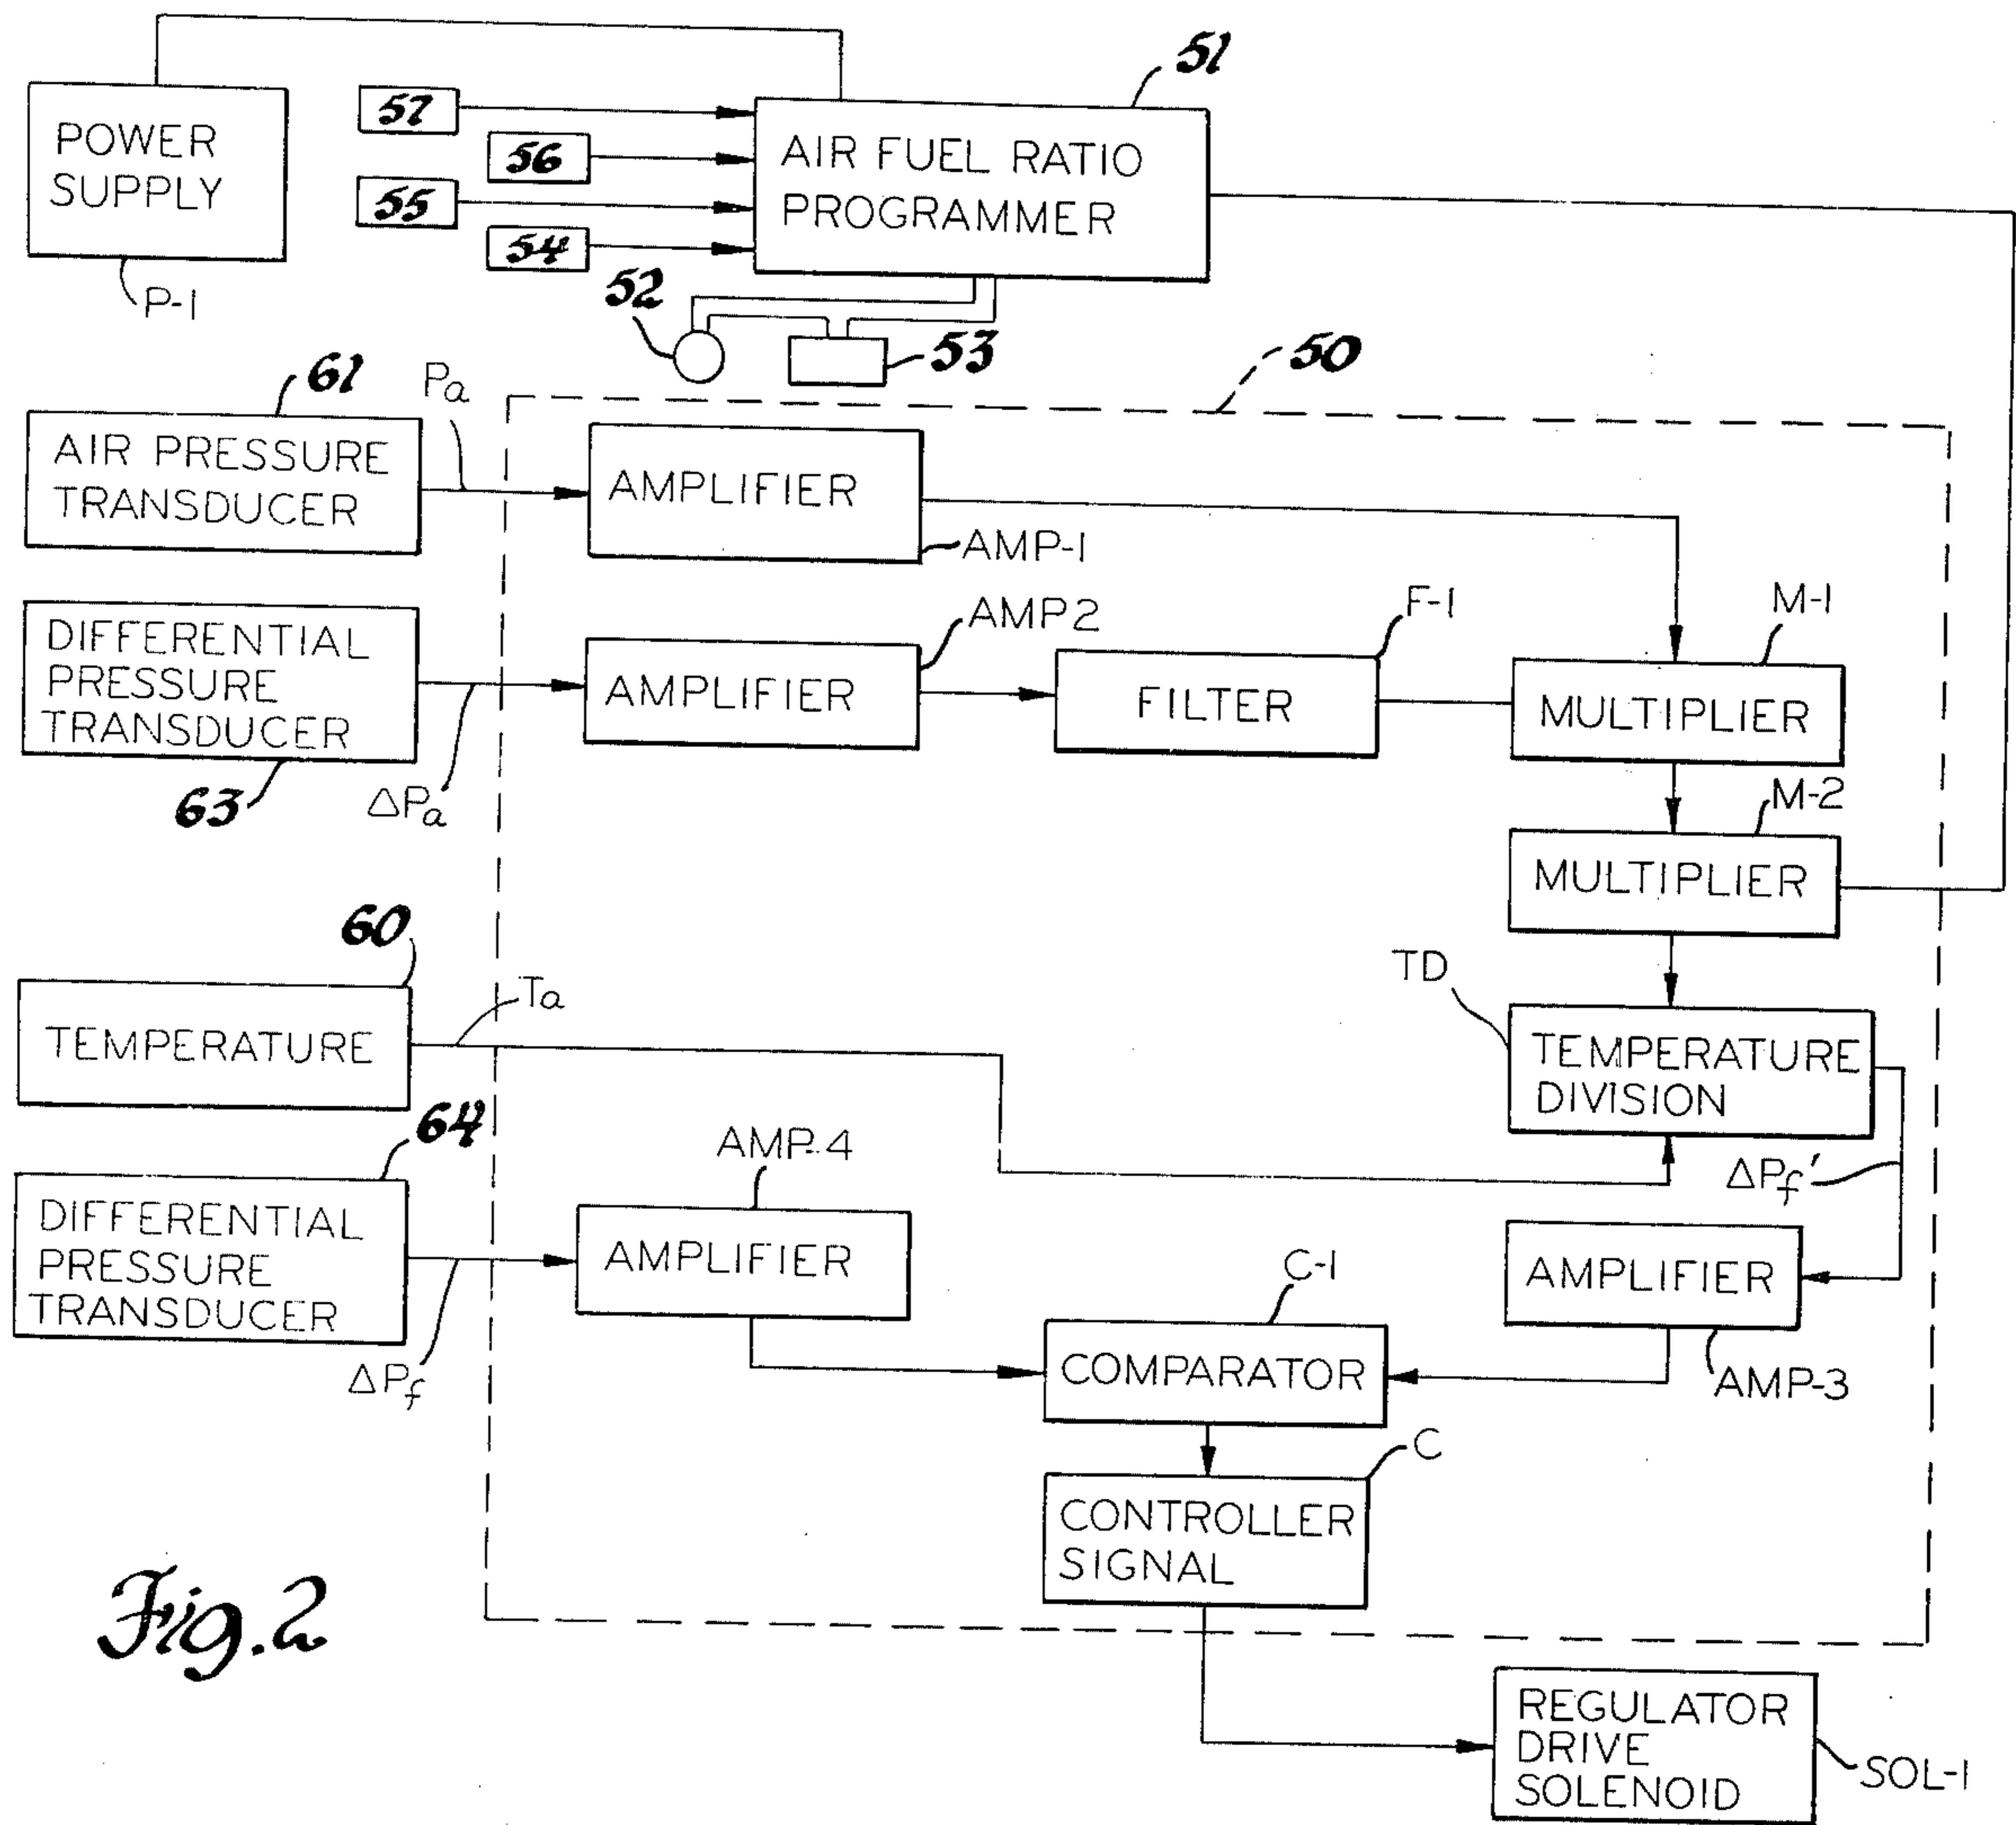 51
57
POWER
SUPPLY
AIR FUEL RATIO
PROGRAMMER
56
55
54
P-1
52
53
50
61
Pa
AIR PRESSURE
TRANSDUCER
AMPLIFIER
AMP-1
DIFFERENTIAL
PRESSURE
TRANSDUCER
63
ΔPa
AMPLIFIER
AMP2
FILTER
F-1
M-1
MULTIPLIER
M-2
MULTIPLIER
60
Ta
TEMPERATURE
TD
TEMPERATURE
DIVISION
64
AMP-4
ΔPf'
DIFFERENTIAL
PRESSURE
TRANSDUCER
ΔPf
AMPLIFIER
C-1
AMPLIFIER
AMP-3
COMPARATOR
C
CONTROLLER
SIGNAL
Fig.2
REGULATOR
DRIVE
SOLENOID
SOL-1